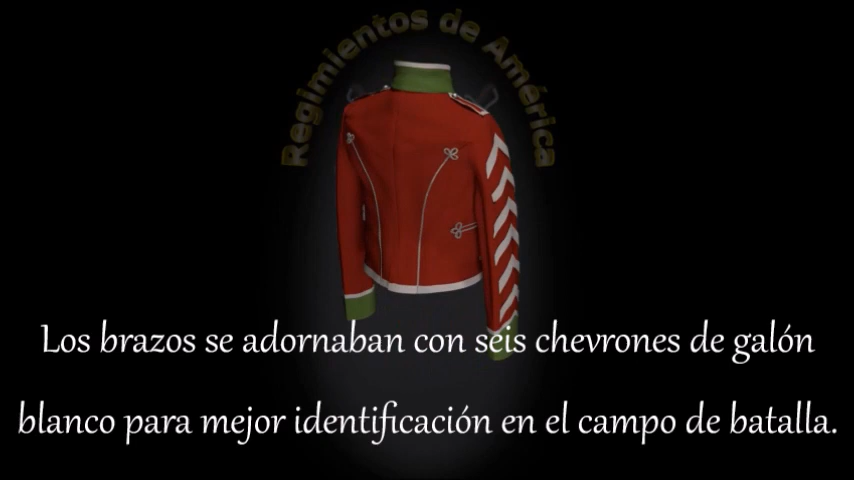 Regimientos de América
Los brazos se adornaban con seis chevrones de galón
blanco para mejor identificación en el campo de batalla.